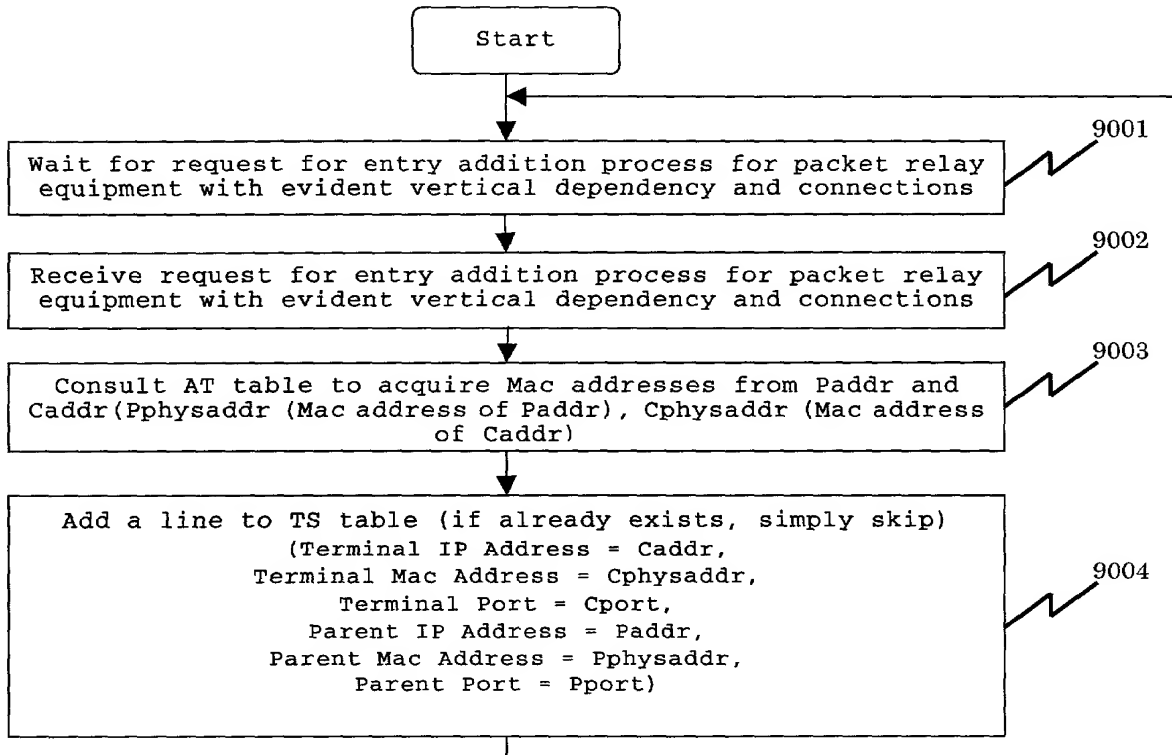 Start
9001
Wait for request for entry addition process for packet relay
equipment with evident vertical dependency and connections
9002
Receive request for entry addition process for packet relay
equipment with evident vertical dependency and connections
9003
Consult AT table to acquire Mac addresses from Paddr and
Caddr(Pphysaddr (Mac address of Paddr), Cphysaddr (Mac address
of Caddr)
Add a line to TS table (if already exists, simply skip)
(Terminal IP Address = Caddr,
Terminal Mac Address = Cphysaddr,
9004
Terminal Port = Cport,
Parent IP Address = Paddr,
Parent Mac Address = Pphysaddr,
Parent Port = Pport)